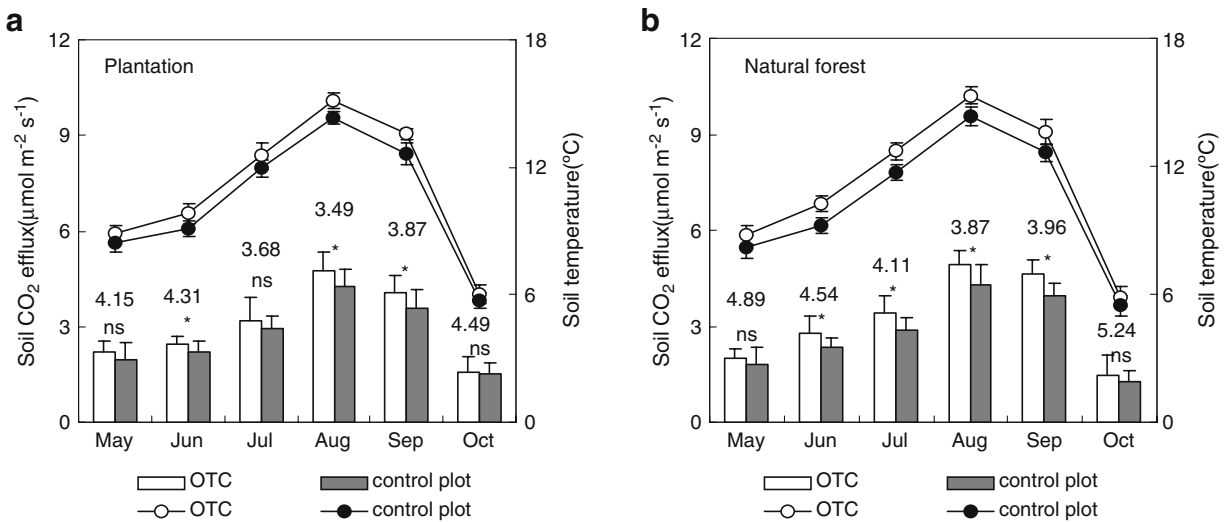 a
12
9
6
3
0
Soil CO₂ efflux(μmol m⁻² s⁻¹)
Plantation
4.15
ns
4.31
*
3.68
ns
3.49
*
3.87
*
4.49
ns
18
12
6
0
Soil temperature(°C)
May Jun Jul Aug Sep Oct
OTC control plot
OTC control plot
b
12
9
6
3
0
Soil CO₂ efflux(μmol m⁻² s⁻¹)
Natural forest
4.89
ns
4.54
*
4.11
*
3.87
*
3.96
*
5.24
ns
18
12
6
0
Soil temperature(°C)
May Jun Jul Aug Sep Oct
OTC control plot
OTC control plot